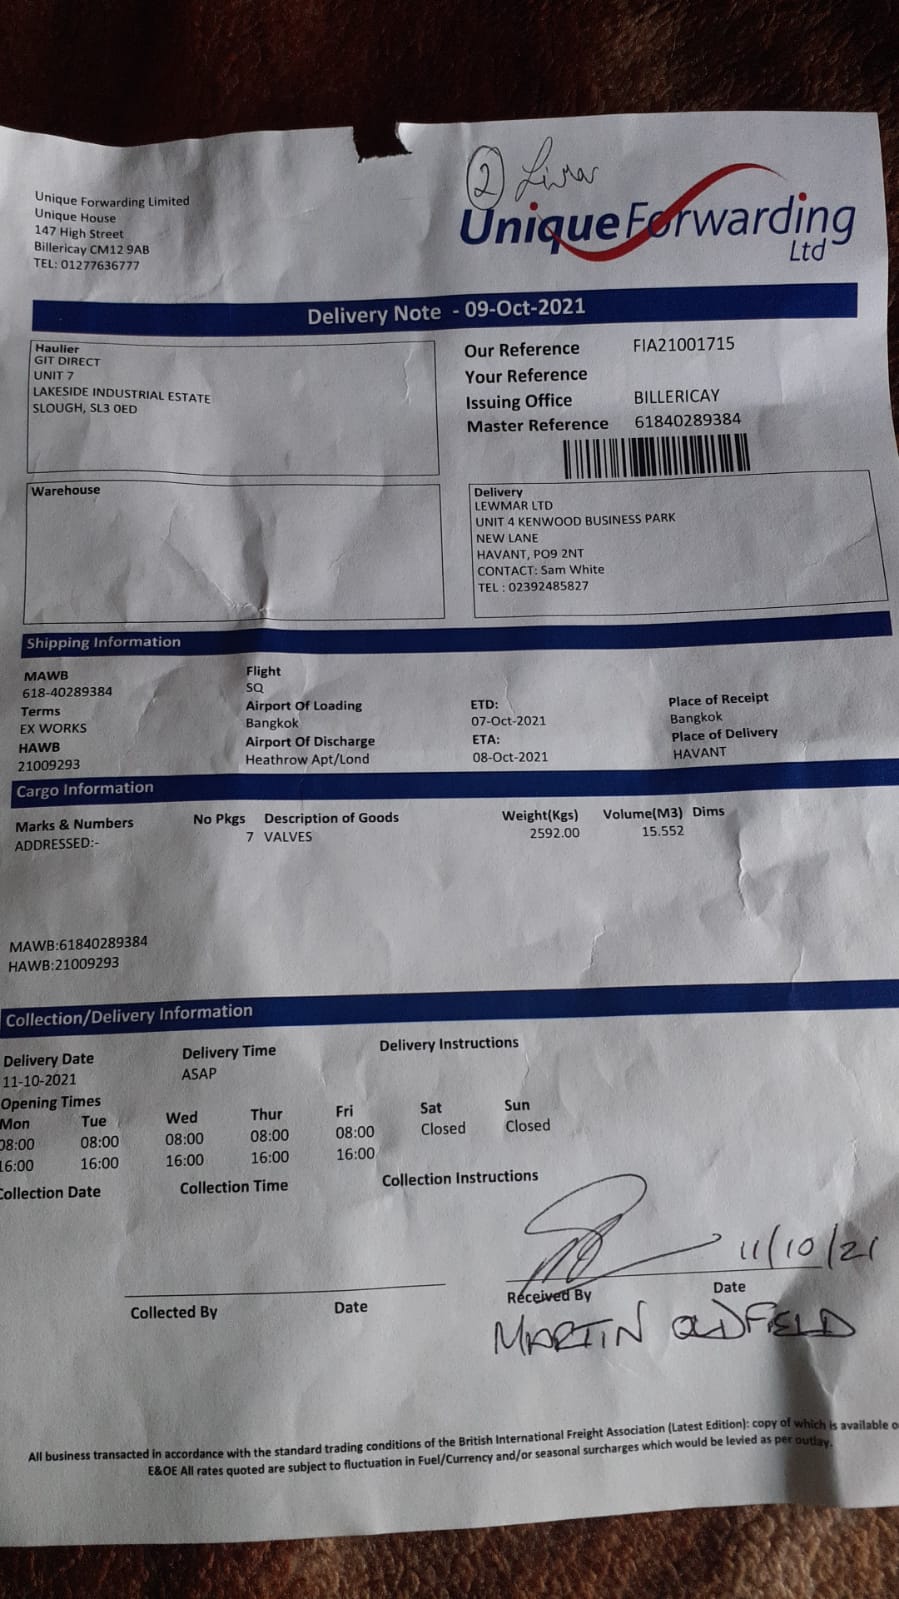 2
Unique Forwarding Limited
Unique House
147 High Street
Billericay CM12 9AB
TEL: 01277636777
Unique Forwarding
Ltd
Delivery Note - 09-Oct-2021
Haulier
GIT DIRECT
UNIT 7
LAKESIDE INDUSTRIAL ESTATE
SLOUGH, SL3 0ED
Our Reference FIA21001715
Your Reference
Issuing Office BILLERICAY
Master Reference 61840289384
Warehouse
Delivery
LEWMAR LTD
UNIT 4 KENWOOD BUSINESS PARK
NEW LANE
HAVANT, PO9 2NT
CONTACT: Sam White
TEL : 02392485827
Shipping Information
MAWB
618-40289384
Terms
EX WORKS
HAWB
21009293
Flight
SQ
Airport Of Loading
Bangkok
Airport Of Discharge
Heathrow Apt/Lond
ETD:
07-Oct-2021
ETA:
08-Oct-2021
Place of Receipt
Bangkok
Place of Delivery
HAVANT
Cargo Information
Marks & Numbers No Pkgs Description of Goods Weight(Kgs) Volume(M3) Dims
ADDRESSED:- 7 VALVES 2592.00 15.552
MAWB:61840289384
HAWB:21009293
Collection/Delivery Information
Delivery Date Delivery Time Delivery Instructions
11-10-2021 ASAP
Opening Times
Mon Tue Wed Thur Fri Sat Sun
08:00 08:00 08:00 08:00 08:00 Closed Closed
16:00 16:00 16:00 16:00 16:00
Collection Date Collection Time Collection Instructions
11/10/21
Collected By Date Received By Date
MARTIN OLDFIELD
All business transacted in accordance with the standard trading conditions of the British International Freight Association (Latest Edition): copy of which is available
E&OE All rates quoted are subject to fluctuation in Fuel/Currency and/or seasonal surcharges which would be levied as per outlay.